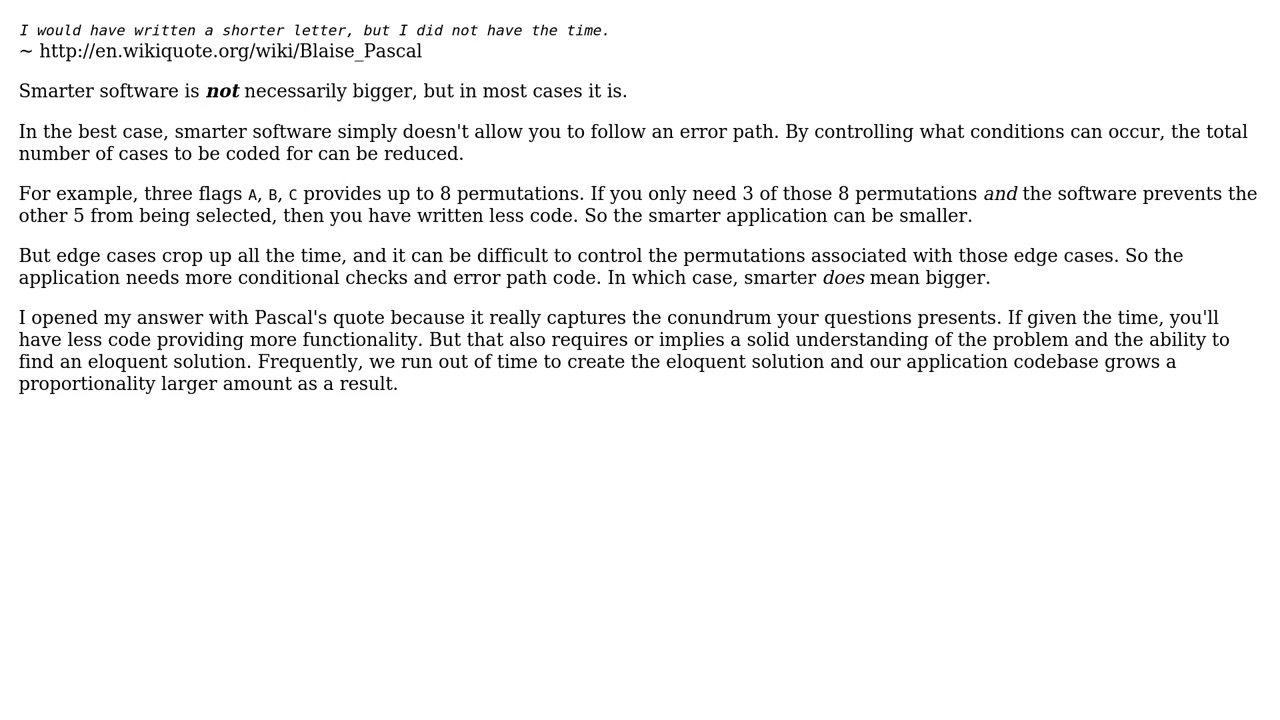 I would have written a shorter letter, but I did not have the time.
~ http://en.wikiquote.org/wiki/Blaise_Pascal
Smarter software is not necessarily bigger, but in most cases it is.
In the best case, smarter software simply doesn't allow you to follow an error path. By controlling what conditions can occur, the total
number of cases to be coded for can be reduced.
For example, three flags A, B, C provides up to 8 permutations. If you only need 3 of those 8 permutations and the software prevents the
other 5 from being selected, then you have written less code. So the smarter application can be smaller.
But edge cases crop up all the time, and it can be difficult to control the permutations associated with those edge cases. So the
application needs more conditional checks and error path code. In which case, smarter does mean bigger.
I opened my answer with Pascal's quote because it really captures the conundrum your questions presents. If given the time, you'll
have less code providing more functionality. But that also requires or implies a solid understanding of the problem and the ability to
find an eloquent solution. Frequently, we run out of time to create the eloquent solution and our application codebase grows a
proportionality larger amount as a result.